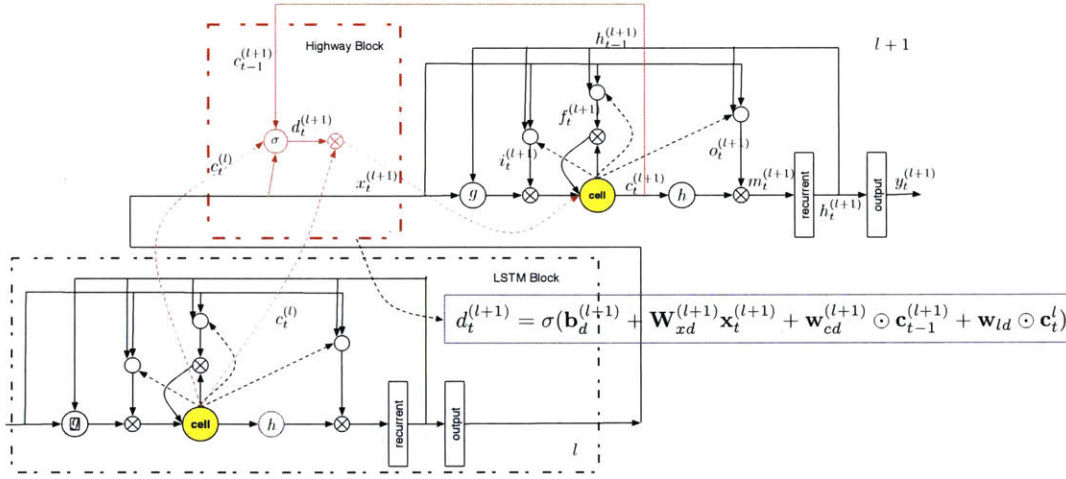 Highway Block
h_{t-1}^{(l+1)}
l + 1
c_{t-1}^{(l+1)}
σ
d_t^{(l+1)}
f_t^{(l+1)}
c_t^{(l)}
i_t^{(l+1)}
o_t^{(l+1)}
x_t^{(l+1)}
g
cell
c_t^{(l+1)}
h
m_t^{(l+1)}
recurrent
h_t^{(l+1)}
output
y_t^{(l+1)}
LSTM Block
c_t^{(l)}
d_t^{(l+1)} = σ(b_d^{(l+1)} + W_{xd}^{(l+1)} x_t^{(l+1)} + w_{cd}^{(l+1)} ⊙ c_{t-1}^{(l+1)} + w_{ld} ⊙ c_t^l)
g
cell
h
recurrent
output
l